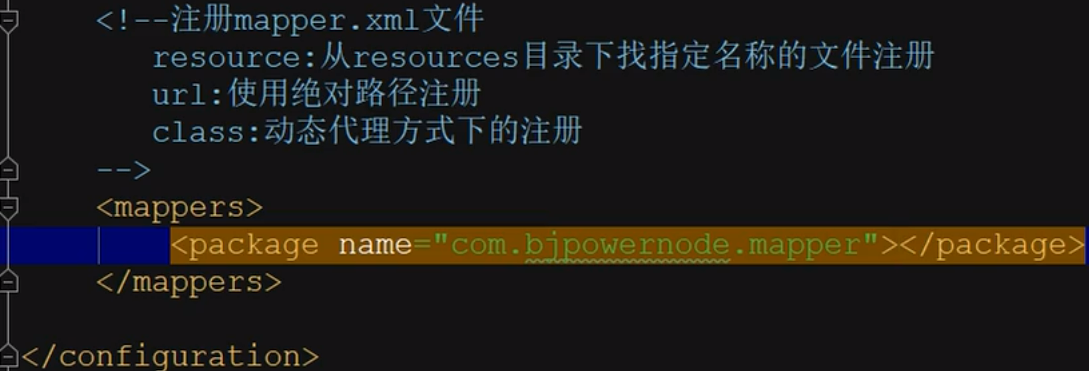 <!--注册mapper.xml文件
resource:从resources目录下找指定名称的文件注册
url:使用绝对路径注册
class:动态代理方式下的注册
-->
<mappers>
<package name="com.bjpowernode.mapper"></package>
</mappers>
</configuration>